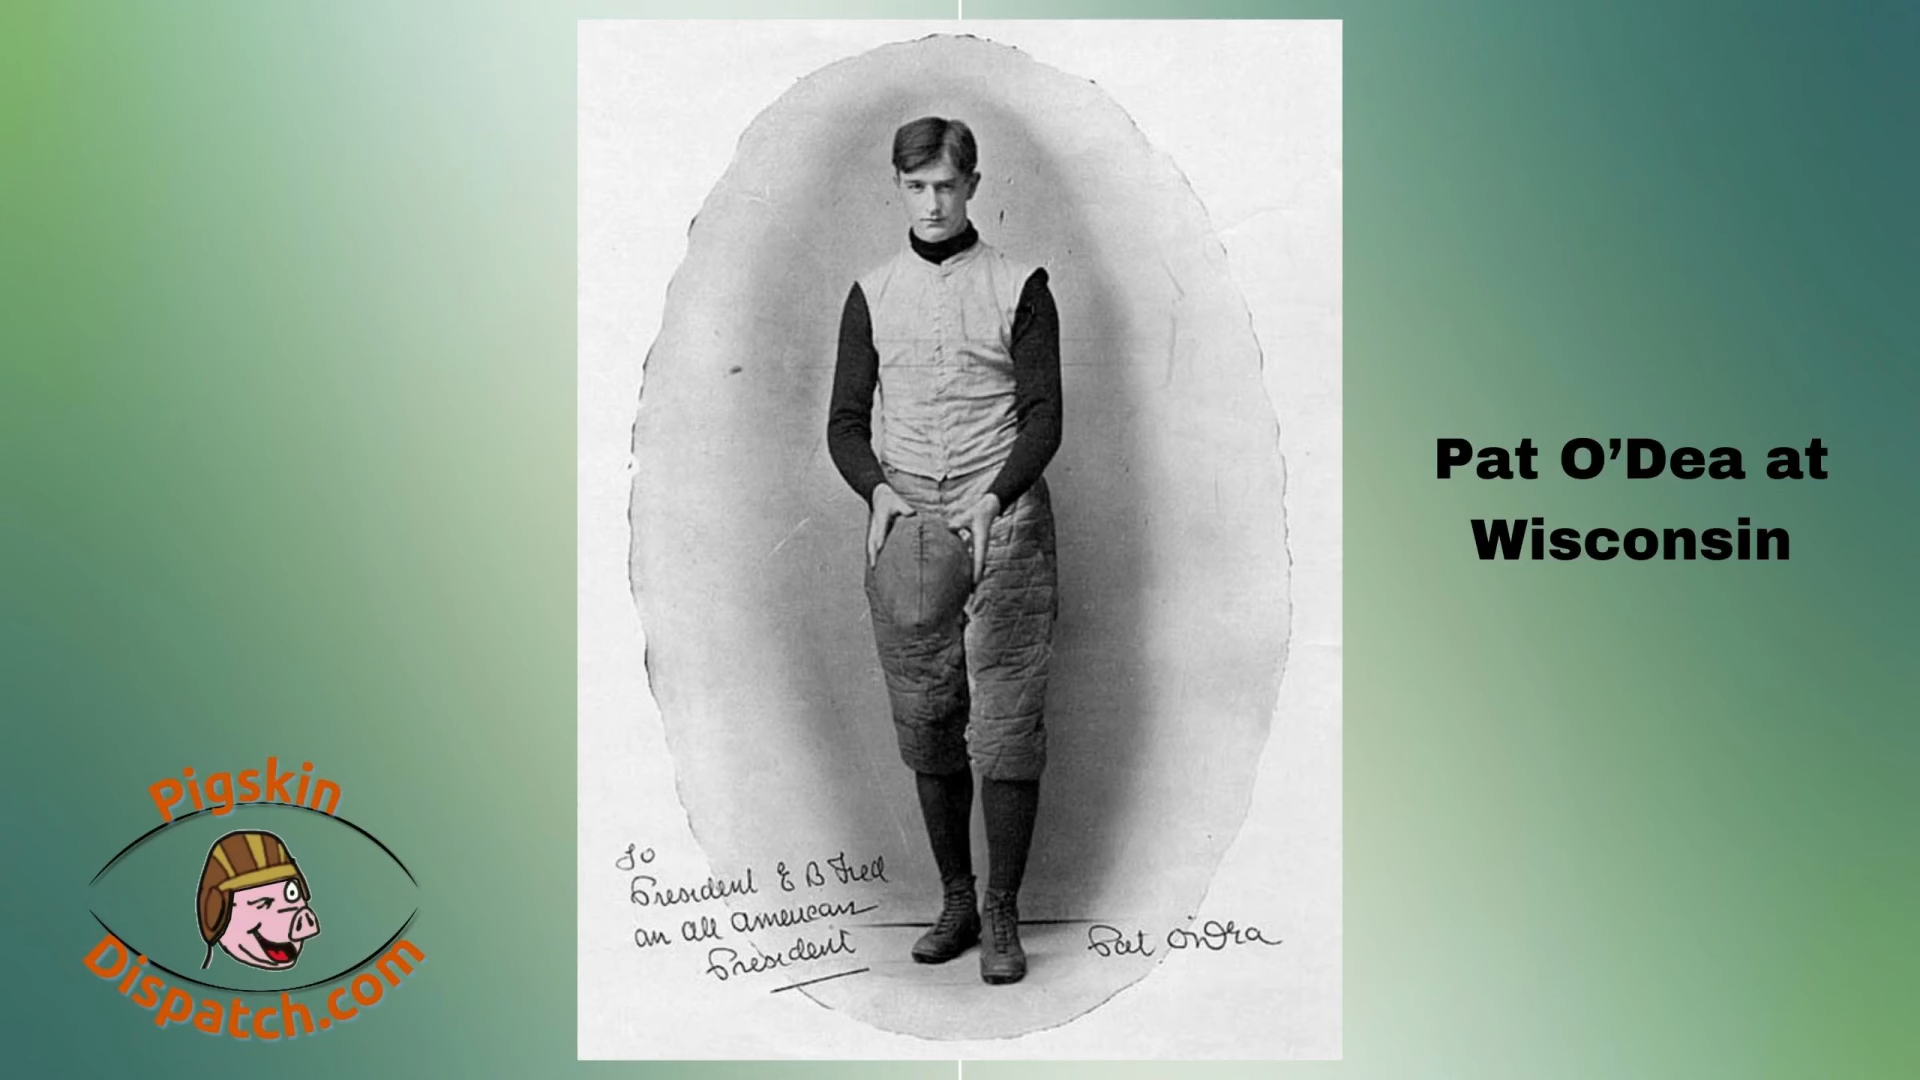 Pat O’Dea at
Wisconsin
To
President E B Fred
an all american
President
Pat O'Dea
Pigskin
Dispatch.com